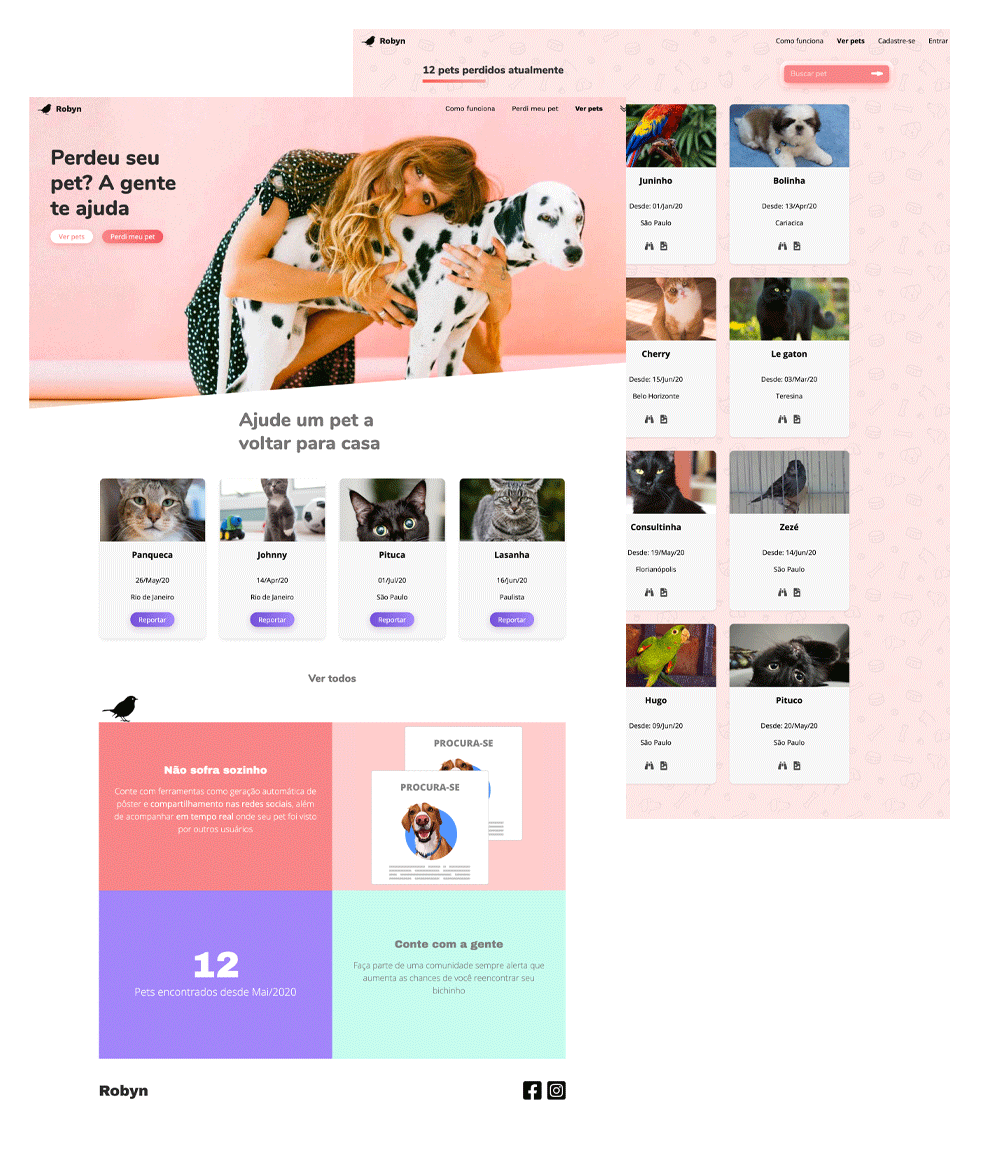 Robyn
Como funciona
Ver pets
Cadastre-se
Entrar
12 pets perdidos atualmente
Buscar pet
Juninho
Desde: 01/Jan/20
São Paulo
Bolinha
Desde: 13/Apr/20
Cariacica
Cherry
Desde: 15/Jun/20
Belo Horizonte
Le gaton
Desde: 03/Mar/20
Teresina
Consultinha
Desde: 19/May/20
Florianópolis
Zezé
Desde: 14/Jun/20
São Paulo
Hugo
Desde: 09/Jun/20
São Paulo
Pituco
Desde: 20/May/20
São Paulo
Robyn
Como funciona
Perdi meu pet
Ver pets
Perdeu seu
pet? A gente
te ajuda
Ver pets
Perdi meu pet
Ajude um pet a
voltar para casa
Panqueca
26/May/20
Rio de Janeiro
Reportar
Johnny
14/Apr/20
Rio de Janeiro
Reportar
Pituca
01/Jul/20
São Paulo
Reportar
Lasanha
16/Jun/20
Paulista
Reportar
Ver todos
Não sofra sozinho
Conte com ferramentas como geração automática de
pôster e compartilhamento nas redes sociais, além
de acompanhar em tempo real onde seu pet foi visto
por outros usuários
PROCURA-SE
PROCURA-SE
12
Pets encontrados desde Mai/2020
Conte com a gente
Faça parte de uma comunidade sempre alerta que
aumenta as chances de você reencontrar seu
bichinho
Robyn